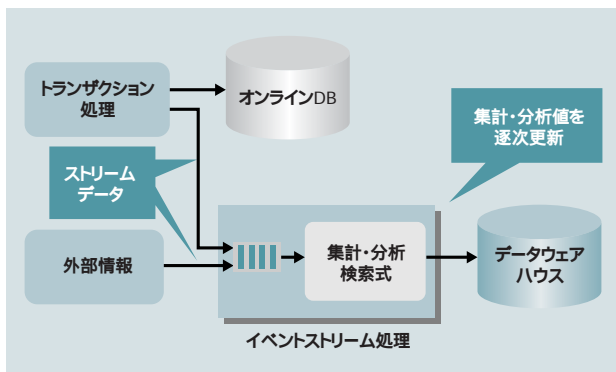 トランザクション
処理
オンラインDB
集計・分析値を
逐次更新
ストリーム
データ
外部情報
集計・分析
検索式
データウェア
ハウス
イベントストリーム処理